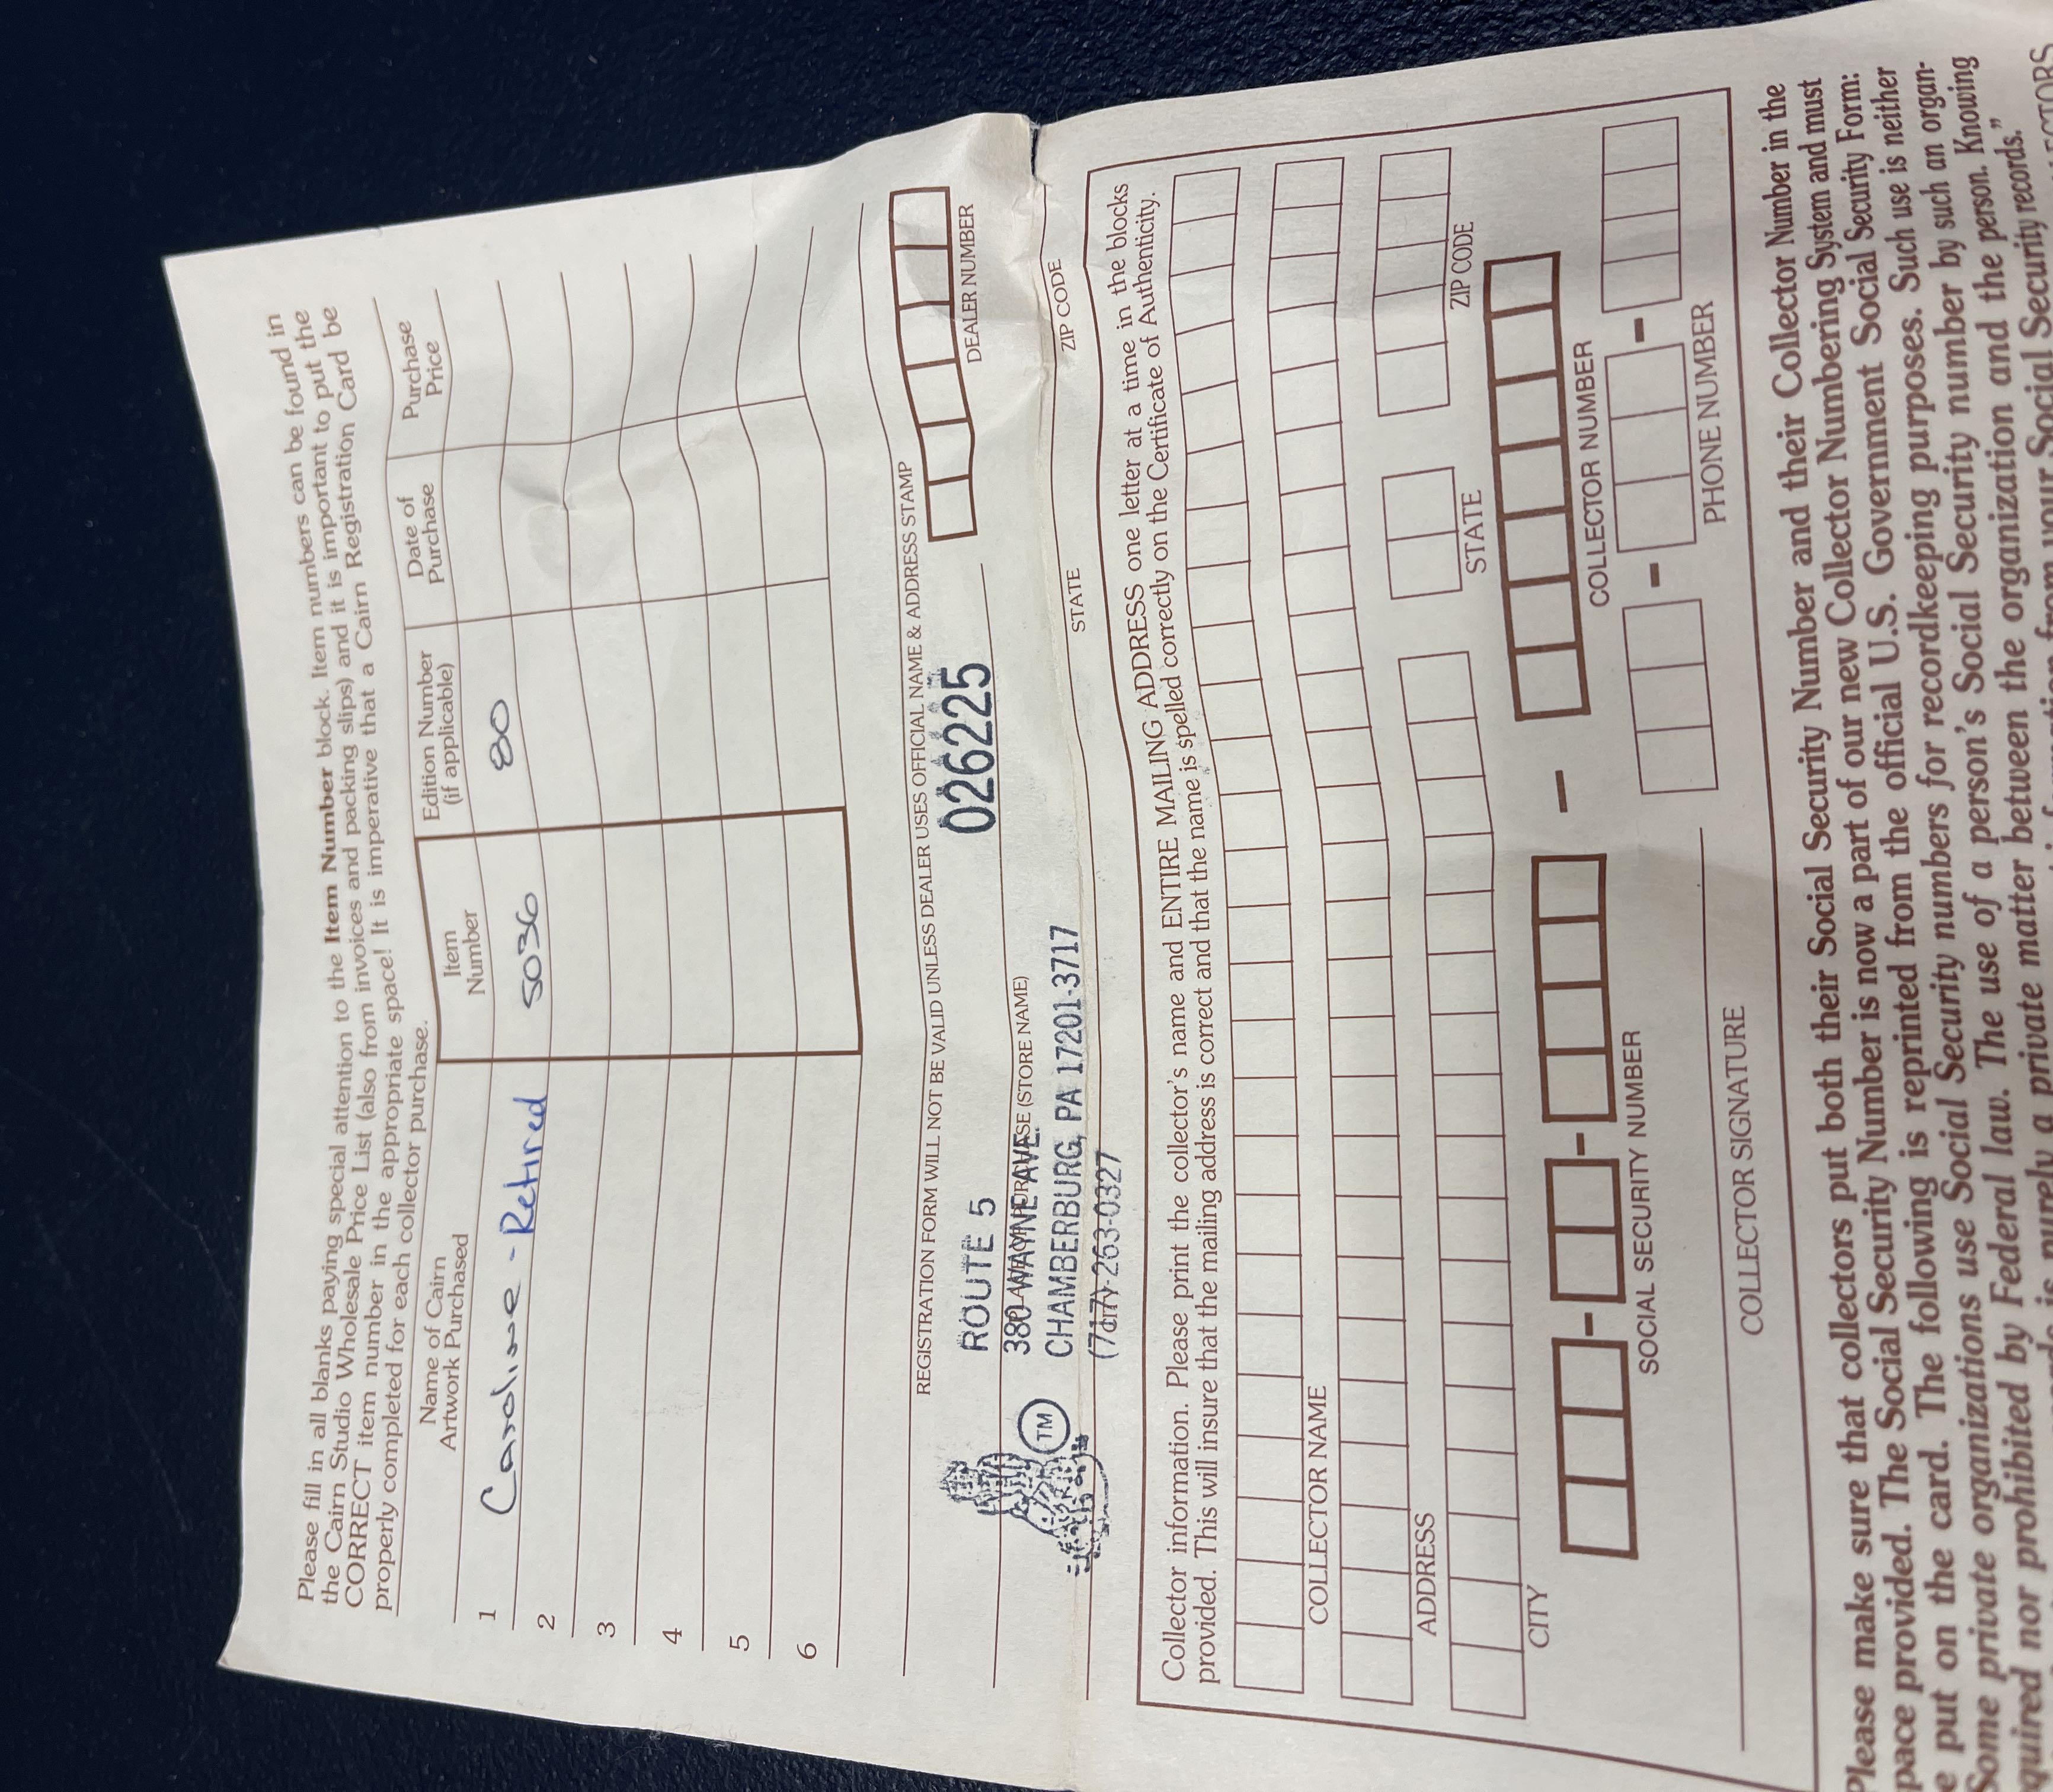 Please fill in all blanks paying special attention to the Item Number block. Item numbers can be found in
the Cairn Studio Wholesale Price List (also from invoices and packing slips) and it is important to put the
CORRECT item number in the appropriate space! It is imperative that a Cairn Registration Card be
properly completed for each collector purchase.
Name of Cairn
Artwork Purchased
Item
Number
Edition Number
(if applicable)
Date of
Purchase
Purchase
Price
1 Caroline - Retired 5036 80
2
3
4
5
6
REGISTRATION FORM WILL NOT BE VALID UNLESS DEALER USES OFFICIAL NAME & ADDRESS STAMP
ROUTE 5 026225
DEALER NUMBER
380 WAYNE AVE.
(STORE NAME)
CHAMBERBURG, PA 17201-3717
STATE ZIP CODE
(717) 263-0327
TM
Collector information. Please print the collector's name and ENTIRE MAILING ADDRESS one letter at a time in the blocks
provided. This will insure that the mailing address is correct and that the name is spelled correctly on the Certificate of Authenticity.
COLLECTOR NAME
ADDRESS
CITY STATE ZIP CODE
SOCIAL SECURITY NUMBER COLLECTOR NUMBER
COLLECTOR SIGNATURE PHONE NUMBER
Please make sure that collectors put both their Social Security Number and their Collector Number in the
pace provided. The Social Security Number is now a part of our new Collector Numbering System and must
e put on the card. The following is reprinted from the official U.S. Government Social Security Form:
Some private organizations use Social Security numbers for recordkeeping purposes. Such use is neither
quired nor prohibited by Federal law. The use of a person's Social Security number by such an organ-
is purely a private matter between the organization and the person. Knowing
from your Social Security records."